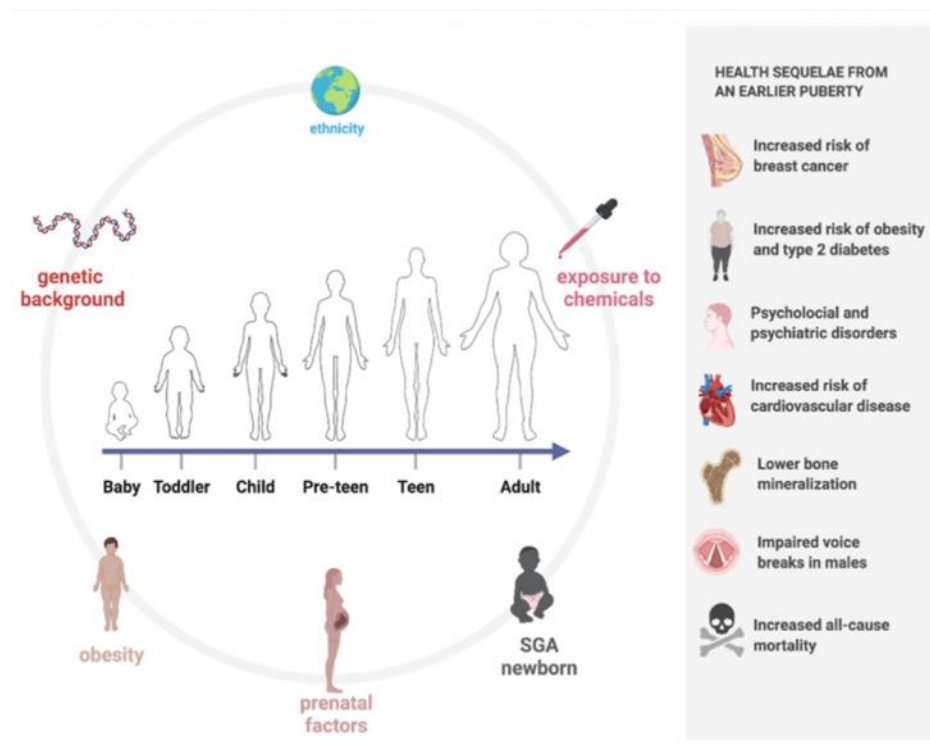 ethnicity
genetic
background
exposure to
chemicals
Baby Toddler Child Pre-teen Teen Adult
obesity
prenatal
factors
SGA
newborn
HEALTH SEQUELAE FROM
AN EARLIER PUBERTY
Increased risk of
breast cancer
Increased risk of obesity
and type 2 diabetes
Psycholocial and
psychiatric disorders
Increased risk of
cardiovascular disease
Lower bone
mineralization
Impaired voice
breaks in males
Increased all-cause
mortality